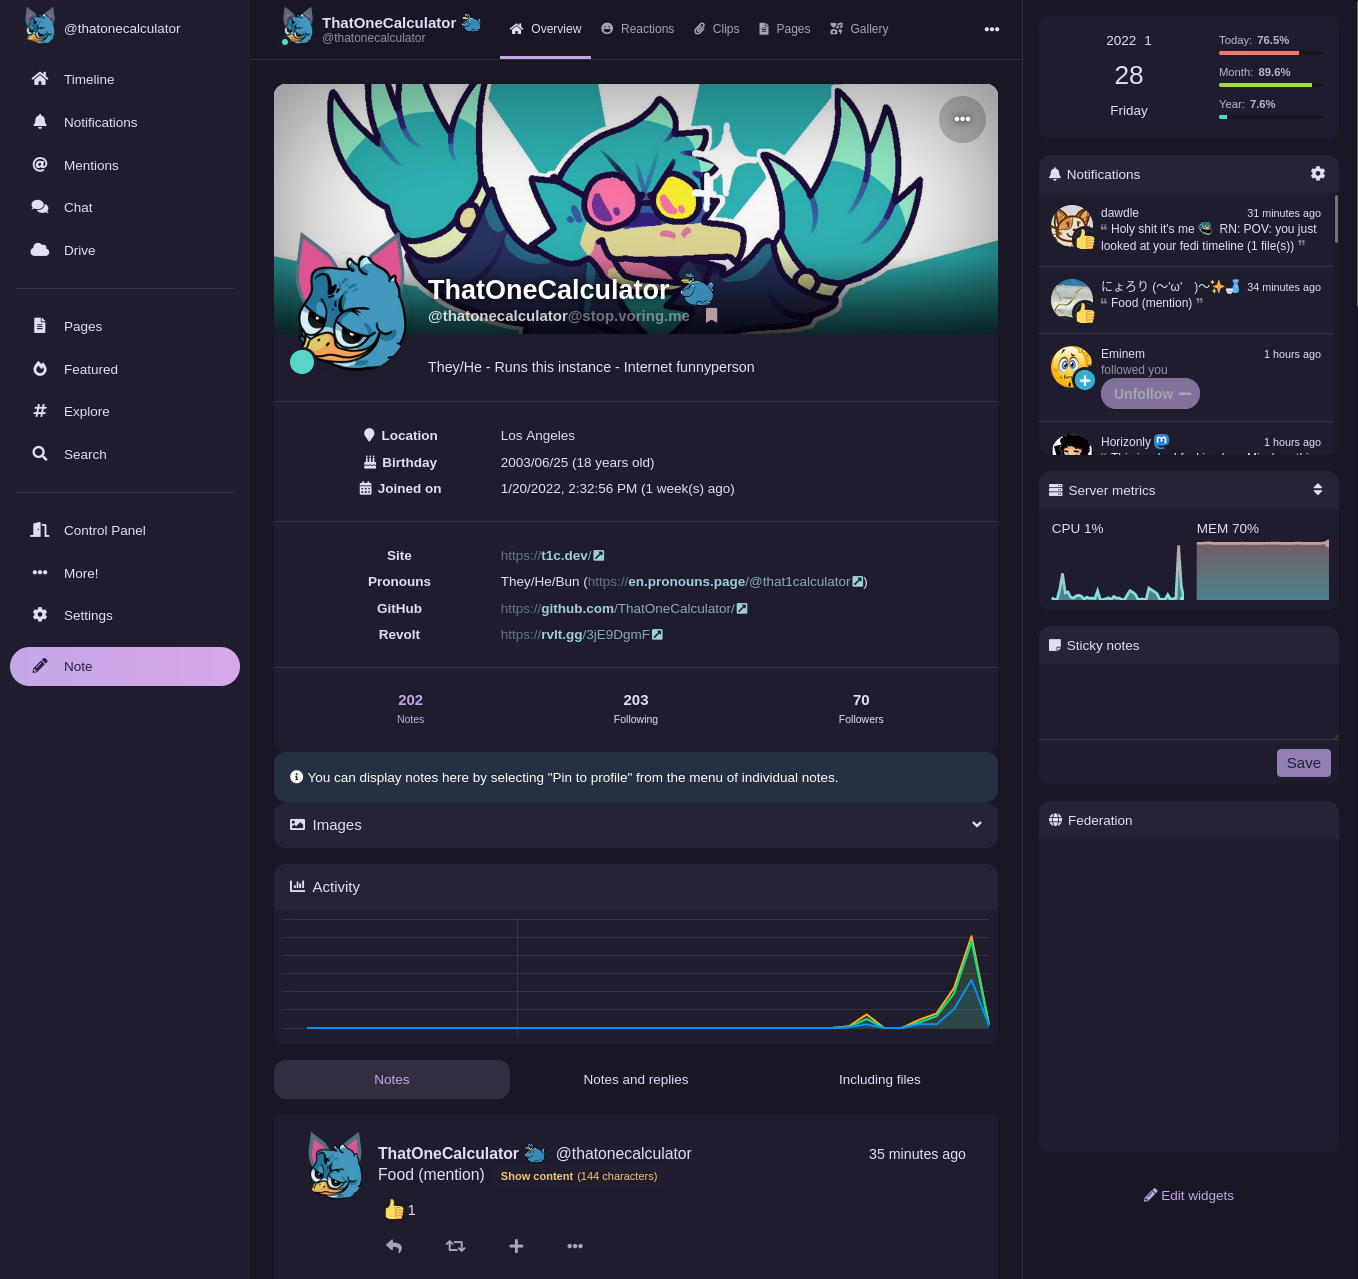 @thatonecalculator
Timeline
Notifications
Mentions
Chat
Drive
Pages
Featured
Explore
Search
Control Panel
More!
Settings
Note
ThatOneCalculator
@thatonecalculator
Overview
Reactions
Clips
Pages
Gallery
ThatOneCalculator
@thatonecalculator@stop.voring.me
They/He - Runs this instance - Internet funnyperson
Location Los Angeles
Birthday 2003/06/25 (18 years old)
Joined on 1/20/2022, 2:32:56 PM (1 week(s) ago)
Site https://t1c.dev/
Pronouns They/He/Bun (https://en.pronouns.page/@that1calculator)
GitHub https://github.com/ThatOneCalculator/
Revolt https://rvlt.gg/3jE9DgmF
202 203 70
Notes Following Followers
You can display notes here by selecting "Pin to profile" from the menu of individual notes.
Images
Activity
Notes Notes and replies Including files
ThatOneCalculator @thatonecalculator 35 minutes ago
Food (mention) Show content (144 characters)
👍 1
2022 1
28
Friday
Today: 76.5%
Month: 89.6%
Year: 7.6%
Notifications
dawdle 31 minutes ago
Holy shit it's me RN: POV: you just
looked at your fedi timeline (1 file(s))
にょろり (〜'ω' )〜✨ 34 minutes ago
Food (mention)
Eminem 1 hours ago
followed you
Unfollow
Horizonly 1 hours ago
Server metrics
CPU 1% MEM 70%
Sticky notes
Save
Federation
Edit widgets